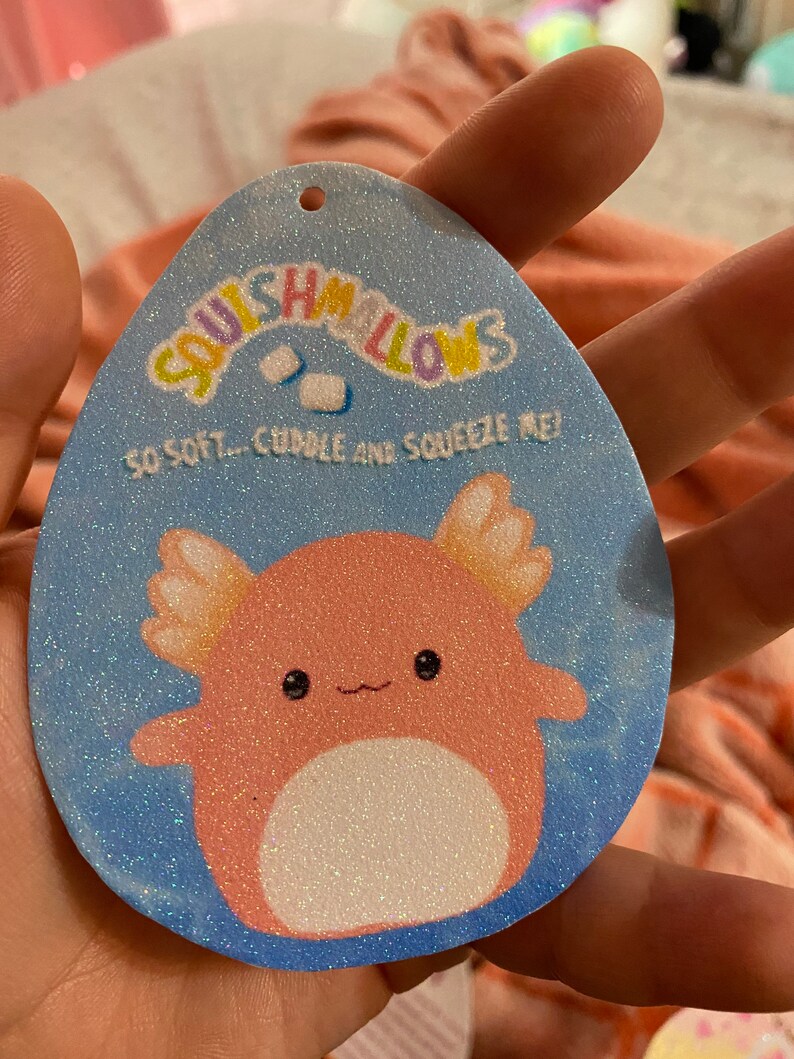 SQUISHMALLOWS
SO SOFT... CUDDLE AND SQUEEZE ME!